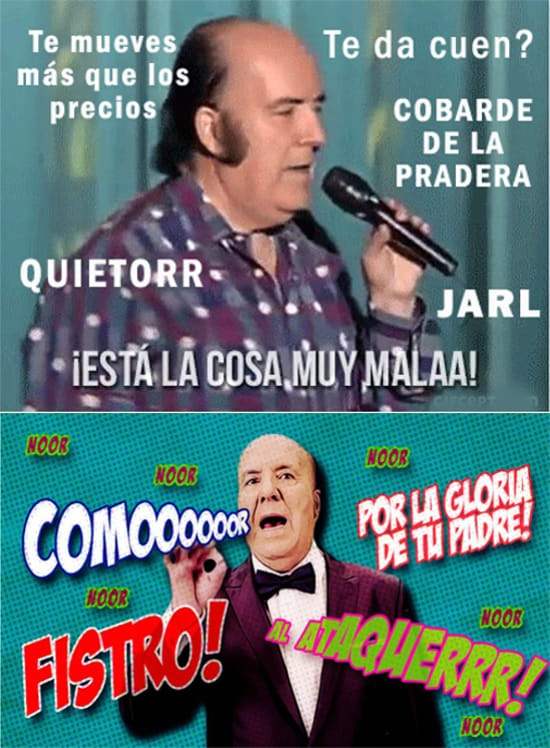 Te mueves
más que los
precios
Te da cuen?
COBARDE
DE LA
PRADERA
QUIETORR
JARL
¡ESTÁ LA COSA MUY MALAA!
NOOR
NOOR
NOOR
COMOOOOOOR
POR LA GLORIA
DE TU PADRE!
NOOR
FISTRO!
AL ATAQUERRR!
NOOR
NOOR